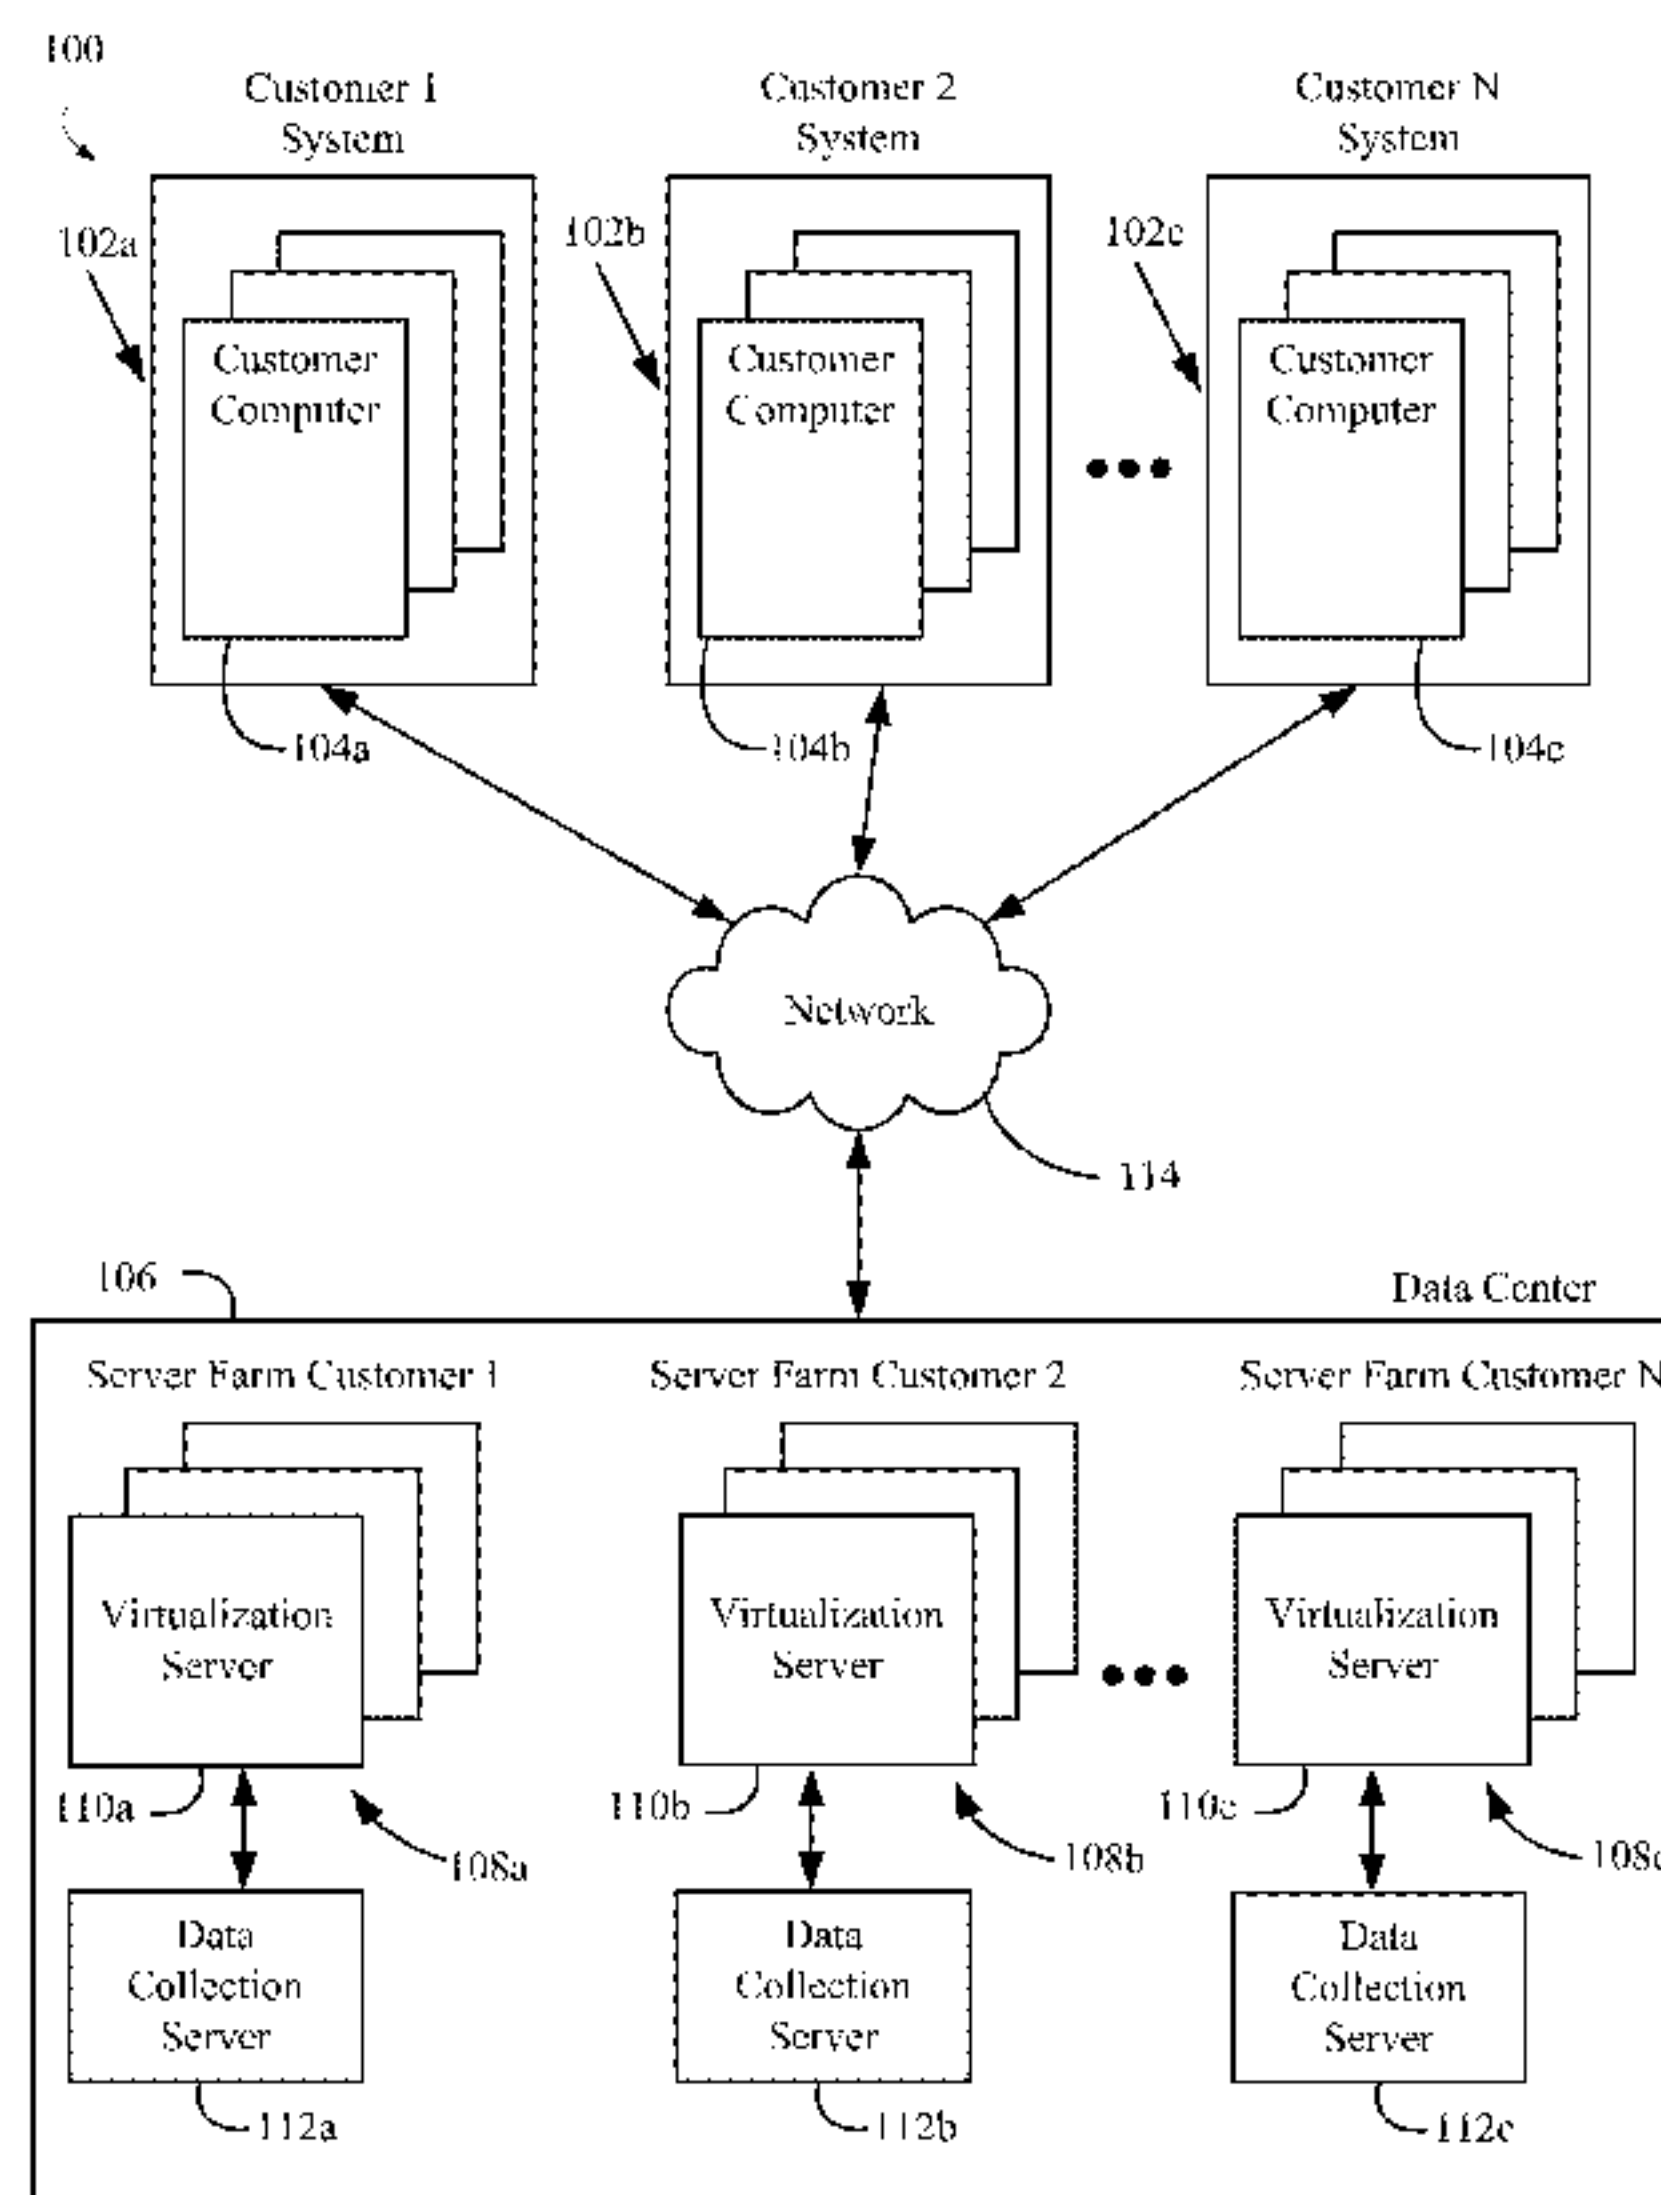 100
Customer 1
System
Customer 2
System
Customer N
System
102a
102b
102c
Customer
Computer
Customer
Computer
Customer
Computer
104a
104b
104c
Network
114
106
Data Center
Server Farm Customer 1
Server Farm Customer 2
Server Farm Customer N
Virtualization
Server
Virtualization
Server
Virtualization
Server
110a
108a
110b
108b
110c
108c
Data
Collection
Server
Data
Collection
Server
Data
Collection
Server
112a
112b
112c